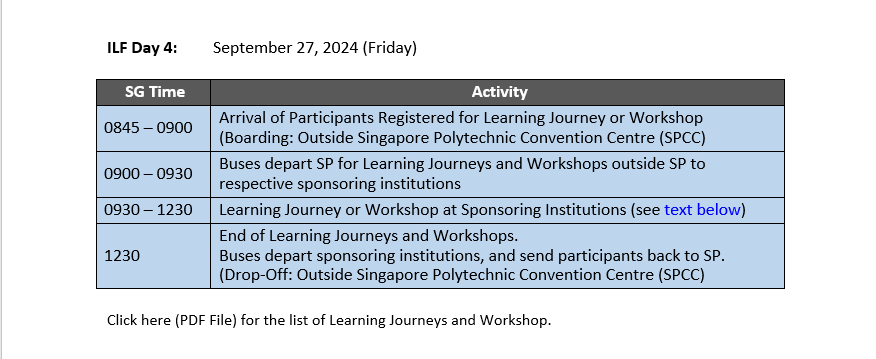 ILF Day 4: September 27, 2024 (Friday)
SG Time Activity
0845 – 0900 Arrival of Participants Registered for Learning Journey or Workshop
(Boarding: Outside Singapore Polytechnic Convention Centre (SPCC)
0900 – 0930 Buses depart SP for Learning Journeys and Workshops outside SP to
respective sponsoring institutions
0930 – 1230 Learning Journey or Workshop at Sponsoring Institutions (see text below)
1230 End of Learning Journeys and Workshops.
Buses depart sponsoring institutions, and send participants back to SP.
(Drop-Off: Outside Singapore Polytechnic Convention Centre (SPCC)
Click here (PDF File) for the list of Learning Journeys and Workshop.